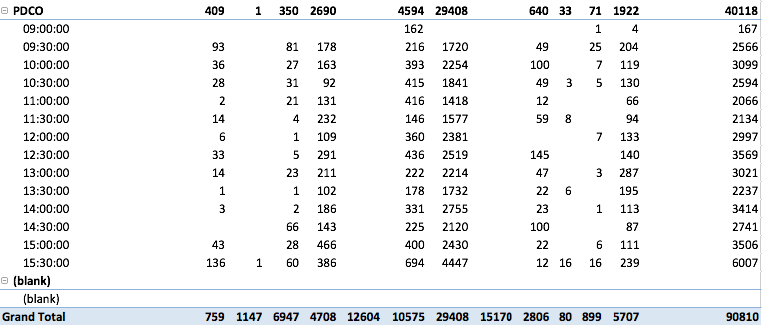 PDCO 409 1 350 2690 4594 29408 640 33 71 1922 40118
09:00:00 162 1 4 167
09:30:00 93 81 178 216 1720 49 25 204 2566
10:00:00 36 27 163 393 2254 100 7 119 3099
10:30:00 28 31 92 415 1841 49 3 5 130 2594
11:00:00 2 21 131 416 1418 12 66 2066
11:30:00 14 4 232 146 1577 59 8 94 2134
12:00:00 6 1 109 360 2381 7 133 2997
12:30:00 33 5 291 436 2519 145 140 3569
13:00:00 14 23 211 222 2214 47 3 287 3021
13:30:00 1 1 102 178 1732 22 6 195 2237
14:00:00 3 2 186 331 2755 23 1 113 3414
14:30:00 66 143 225 2120 100 87 2741
15:00:00 43 28 466 400 2430 22 6 111 3506
15:30:00 136 1 60 386 694 4447 12 16 16 239 6007
(blank)
(blank)
Grand Total 759 1147 6947 4708 12604 10575 29408 15170 2806 80 899 5707 90810